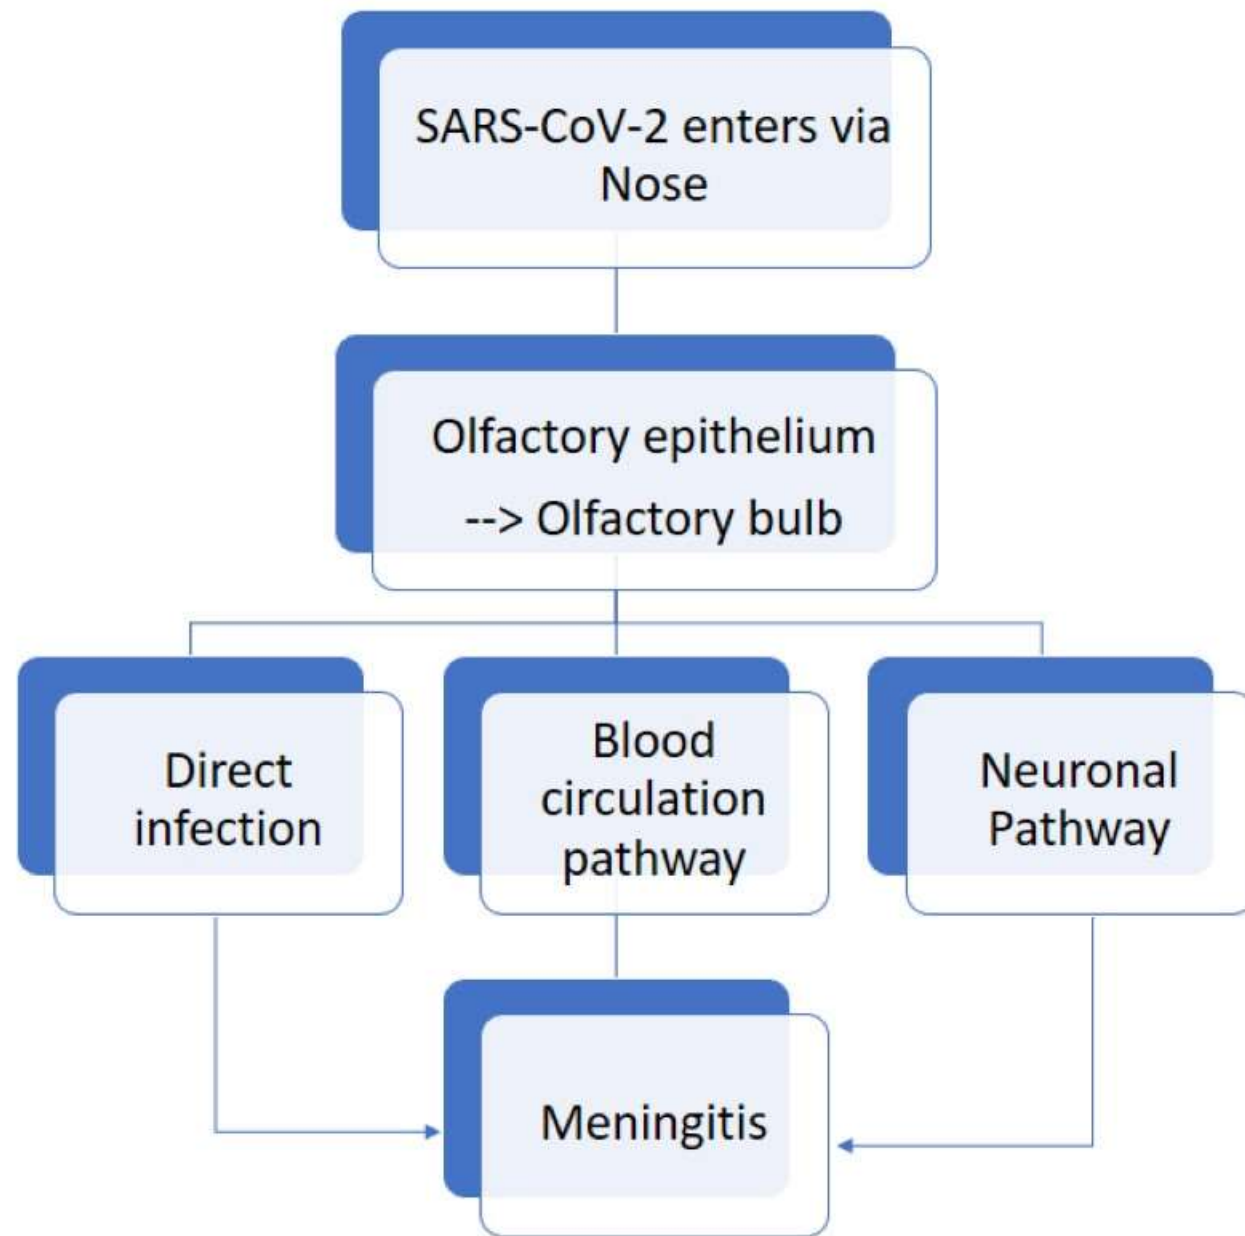 SARS-CoV-2 enters via
Nose
Olfactory epithelium
--> Olfactory bulb
Direct
infection
Blood
circulation
pathway
Neuronal
Pathway
Meningitis